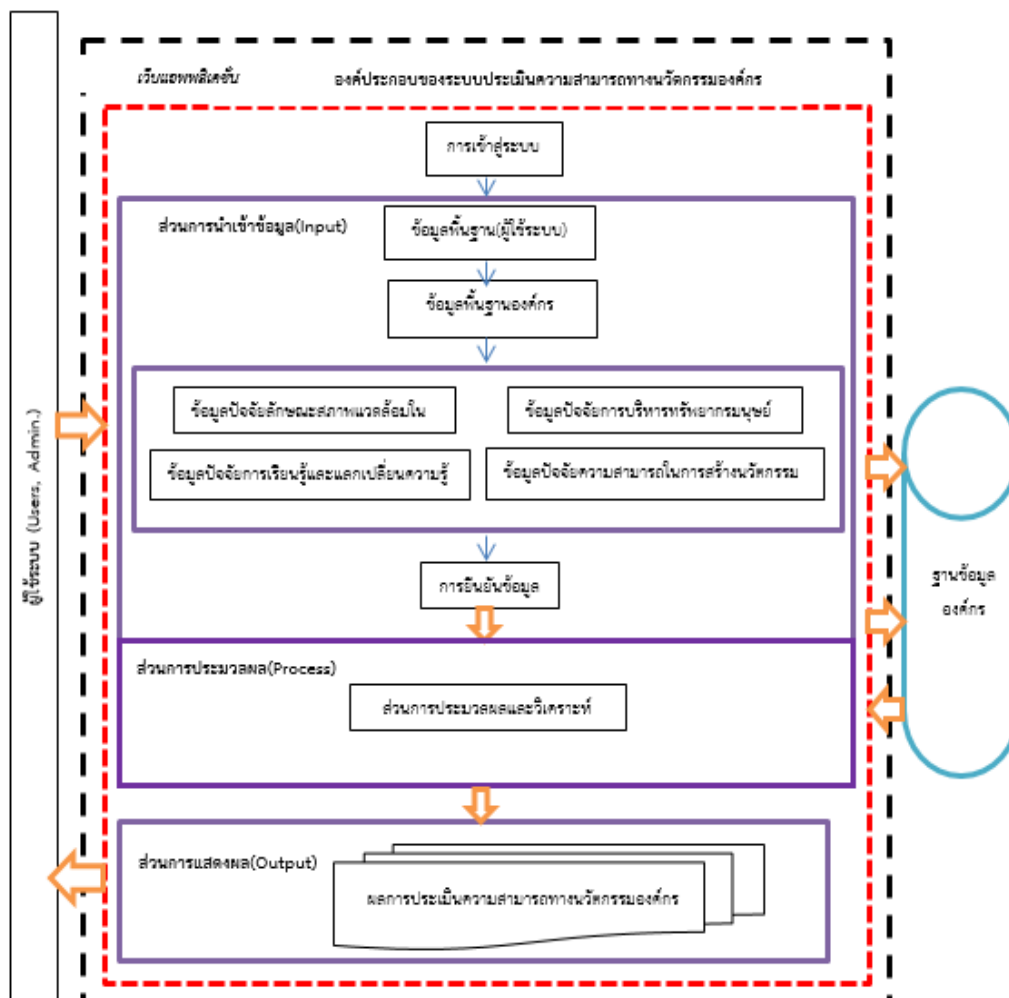 เว็บแอพพลิเคชั่น
องค์ประกอบของระบบประเมินความสามารถทางนวัตกรรมองค์กร
การเข้าสู่ระบบ
ส่วนการนำเข้าข้อมูล(Input)
ข้อมูลพื้นฐาน(ผู้ใช้ระบบ)
ข้อมูลพื้นฐานองค์กร
ข้อมูลปัจจัยลักษณะสภาพแวดล้อมใน
ข้อมูลปัจจัยการบริหารทรัพยากรมนุษย์
ข้อมูลปัจจัยการเรียนรู้และแลกเปลี่ยนความรู้
ข้อมูลปัจจัยความสามารถในการสร้างนวัตกรรม
ผู้ใช้ระบบ (Users, Admin.)
การยืนยันข้อมูล
ฐานข้อมูล
องค์กร
ส่วนการประมวลผล(Process)
ส่วนการประมวลผลและวิเคราะห์
ส่วนการแสดงผล(Output)
ผลการประเมินความสามารถทางนวัตกรรมองค์กร